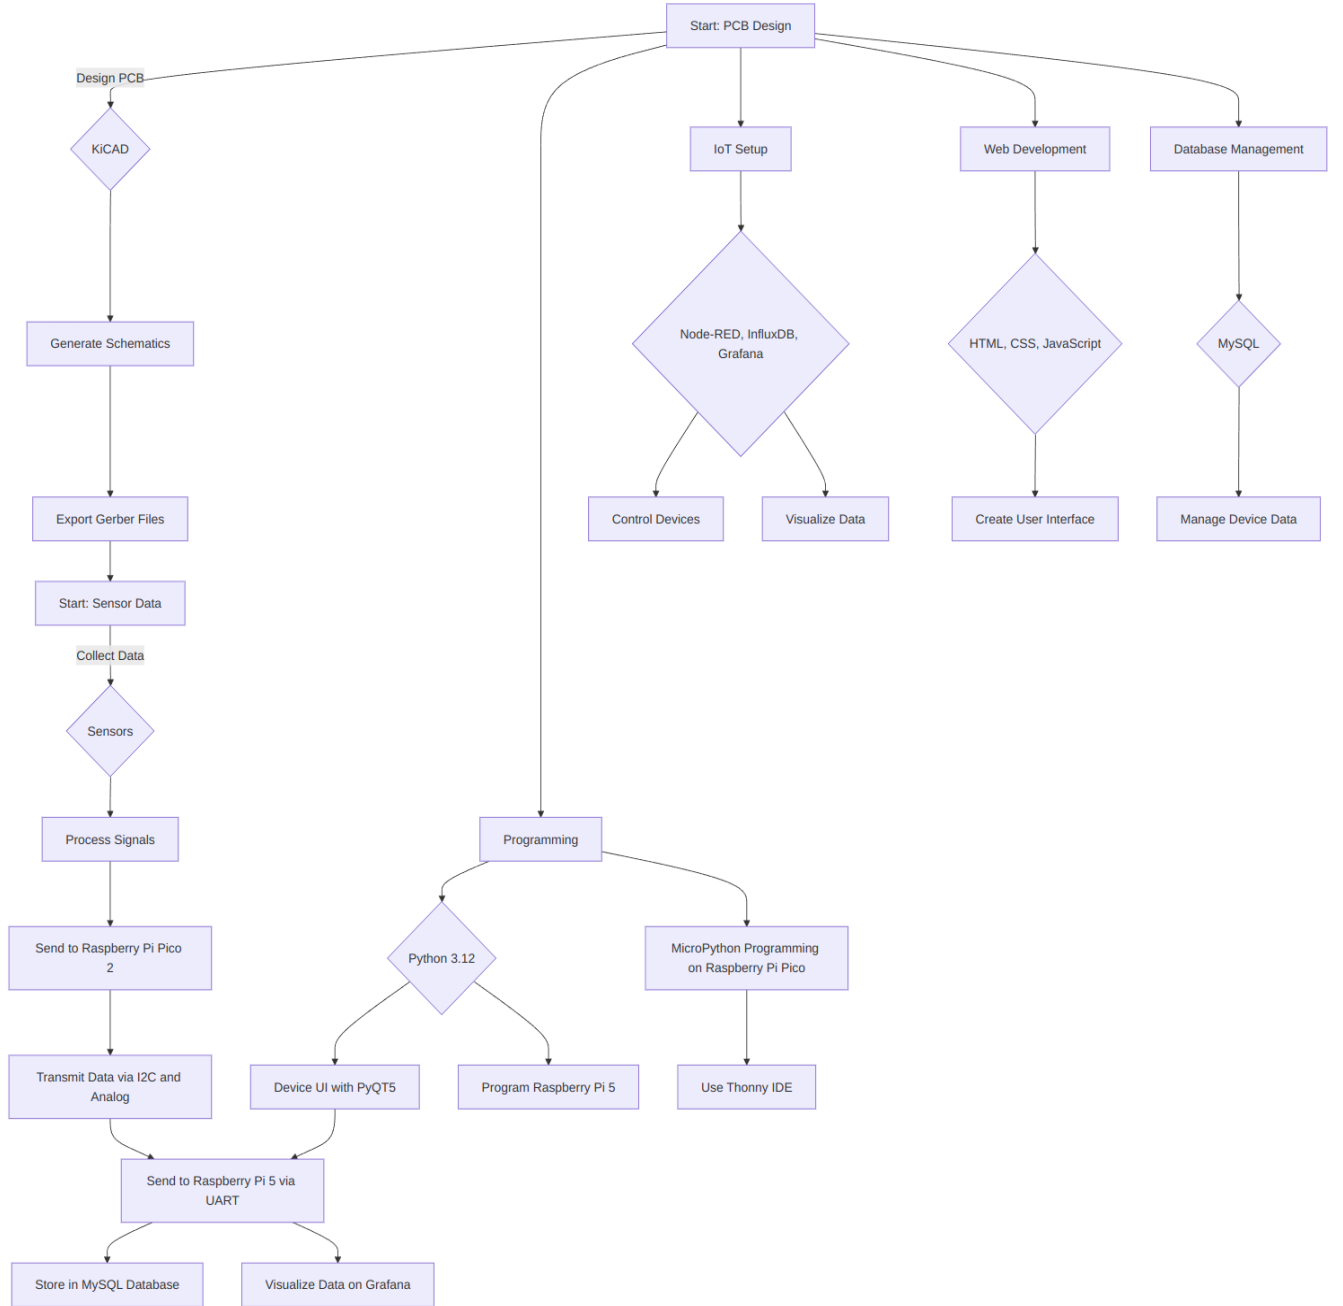 Start: PCB Design
Design PCB
KiCAD
IoT Setup
Web Development
Database Management
Generate Schematics
Node-RED, InfluxDB,
Grafana
HTML, CSS, JavaScript
MySQL
Export Gerber Files
Control Devices
Visualize Data
Create User Interface
Manage Device Data
Start: Sensor Data
Collect Data
Sensors
Process Signals
Programming
Send to Raspberry Pi Pico
2
Python 3.12
MicroPython Programming
on Raspberry Pi Pico
Transmit Data via I2C and
Analog
Device UI with PyQT5
Program Raspberry Pi 5
Use Thonny IDE
Send to Raspberry Pi 5 via
UART
Store in MySQL Database
Visualize Data on Grafana